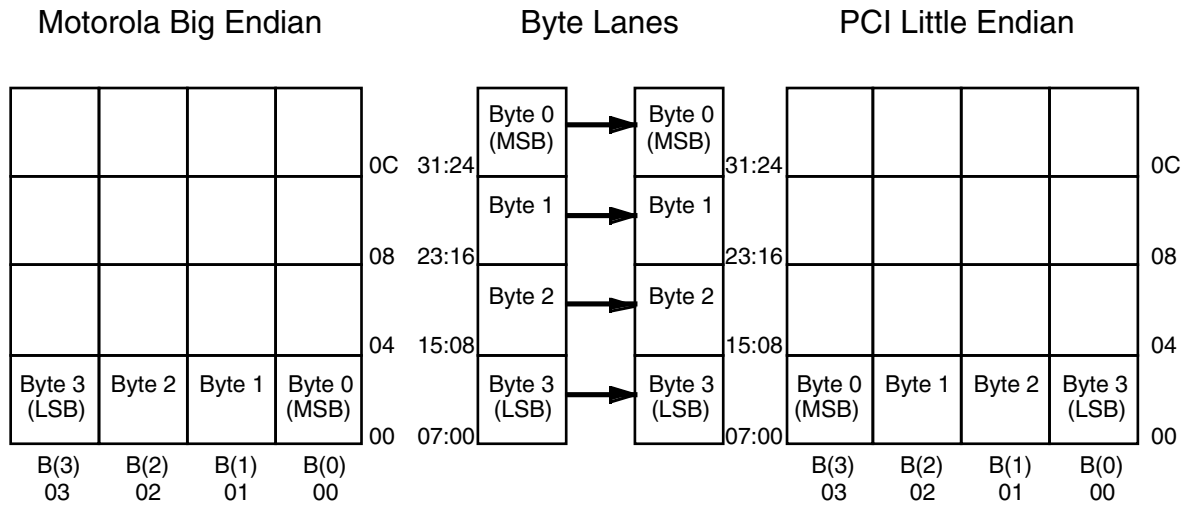 Motorola Big Endian
Byte Lanes
PCI Little Endian
Byte 3
(LSB)
Byte 2
Byte 1
Byte 0
(MSB)
0C
08
04
00
B(3)
03
B(2)
02
B(1)
01
B(0)
00
31:24
23:16
15:08
07:00
Byte 0
(MSB)
Byte 1
Byte 2
Byte 3
(LSB)
Byte 0
(MSB)
Byte 1
Byte 2
Byte 3
(LSB)
31:24
23:16
15:08
07:00
Byte 0
(MSB)
Byte 1
Byte 2
Byte 3
(LSB)
0C
08
04
00
B(3)
03
B(2)
02
B(1)
01
B(0)
00